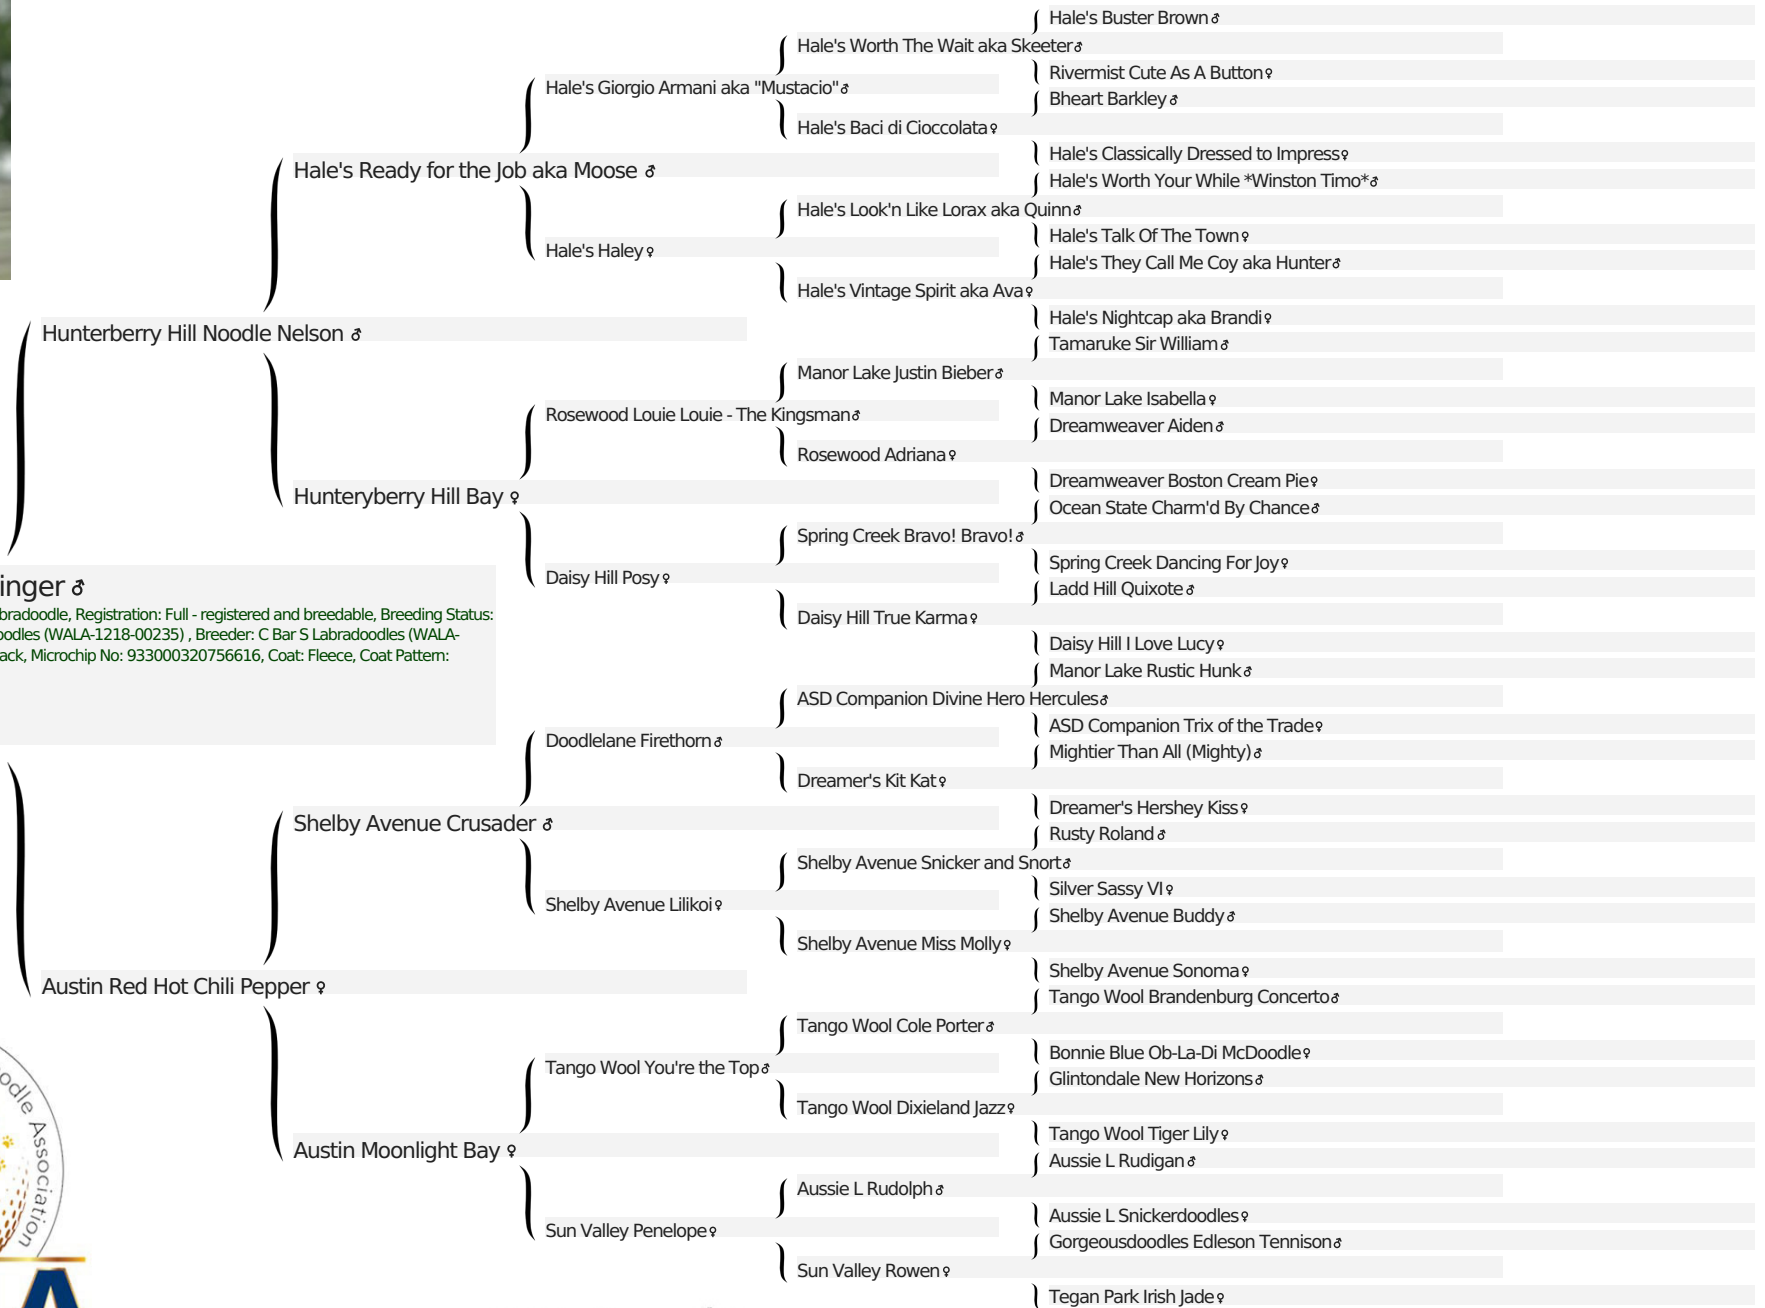 Hale's Buster Brown♂
Hale's Worth The Wait aka Skeeter♂
Rivermist Cute As A Button♀
Hale's Giorgio Armani aka "Mustacio"♂
Bheart Barkley♂
Hale's Baci di Cioccolata♀
Hale's Classically Dressed to Impress♀
Hale's Ready for the Job aka Moose ♂
Hale's Worth Your While *Winston Timo*♂
Hale's Look'n Like Lorax aka Quinn♂
Hale's Talk Of The Town♀
Hale's Haley♀
Hale's They Call Me Coy aka Hunter♂
Hale's Vintage Spirit aka Ava♀
Hale's Nightcap aka Brandi♀
Hunterberry Hill Noodle Nelson ♂
Tamaruke Sir William♂
Manor Lake Justin Bieber♂
Manor Lake Isabella♀
Rosewood Louie Louie - The Kingsman♂
Dreamweaver Aiden♂
Rosewood Adriana♀
Dreamweaver Boston Cream Pie♀
Hunteryberry Hill Bay ♀
Ocean State Charm'd By Chance♂
Spring Creek Bravo! Bravo!♂
Spring Creek Dancing For Joy♀
Daisy Hill Posy♀
Ladd Hill Quixote♂
Daisy Hill True Karma♀
Daisy Hill I Love Lucy♀
inger ♂
bradoodle, Registration: Full - registered and breedable, Breeding Status:
oodles (WALA-1218-00235) , Breeder: C Bar S Labradoodles (WALA-
ack, Microchip No: 933000320756616, Coat: Fleece, Coat Pattern:
Manor Lake Rustic Hunk♂
ASD Companion Divine Hero Hercules♂
ASD Companion Trix of the Trade♀
Doodlelane Firethorn♂
Mightier Than All (Mighty)♂
Dreamer's Kit Kat♀
Dreamer's Hershey Kiss♀
Shelby Avenue Crusader ♂
Rusty Roland♂
Shelby Avenue Snicker and Snort♂
Silver Sassy VI♀
Shelby Avenue Lilikoi♀
Shelby Avenue Buddy♂
Shelby Avenue Miss Molly♀
Shelby Avenue Sonoma♀
Austin Red Hot Chili Pepper ♀
Tango Wool Brandenburg Concerto♂
Tango Wool Cole Porter♂
Bonnie Blue Ob-La-Di McDoodle♀
Tango Wool You're the Top♂
Glintondale New Horizons♂
Tango Wool Dixieland Jazz♀
Tango Wool Tiger Lily♀
Austin Moonlight Bay ♀
Aussie L Rudigan♂
Aussie L Rudolph♂
Aussie L Snickerdoodles♀
Sun Valley Penelope♀
Gorgeousdoodles Edleson Tennison♂
Sun Valley Rowen♀
Tegan Park Irish Jade♀
odle Association
A